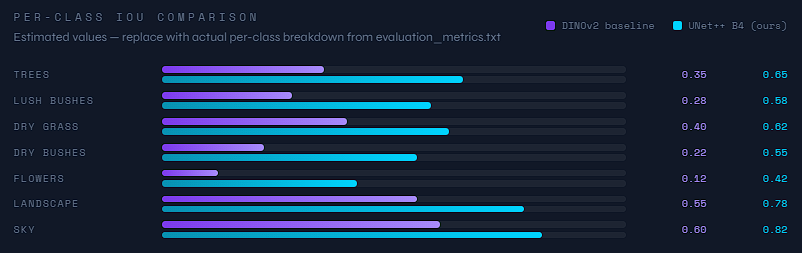 PER-CLASS IOU COMPARISON
Estimated values — replace with actual per-class breakdown from evaluation_metrics.txt
DINOv2 baseline UNet++ B4 (ours)
TREES 0.35 0.65
LUSH BUSHES 0.28 0.58
DRY GRASS 0.40 0.62
DRY BUSHES 0.22 0.55
FLOWERS 0.12 0.42
LANDSCAPE 0.55 0.78
SKY 0.60 0.82